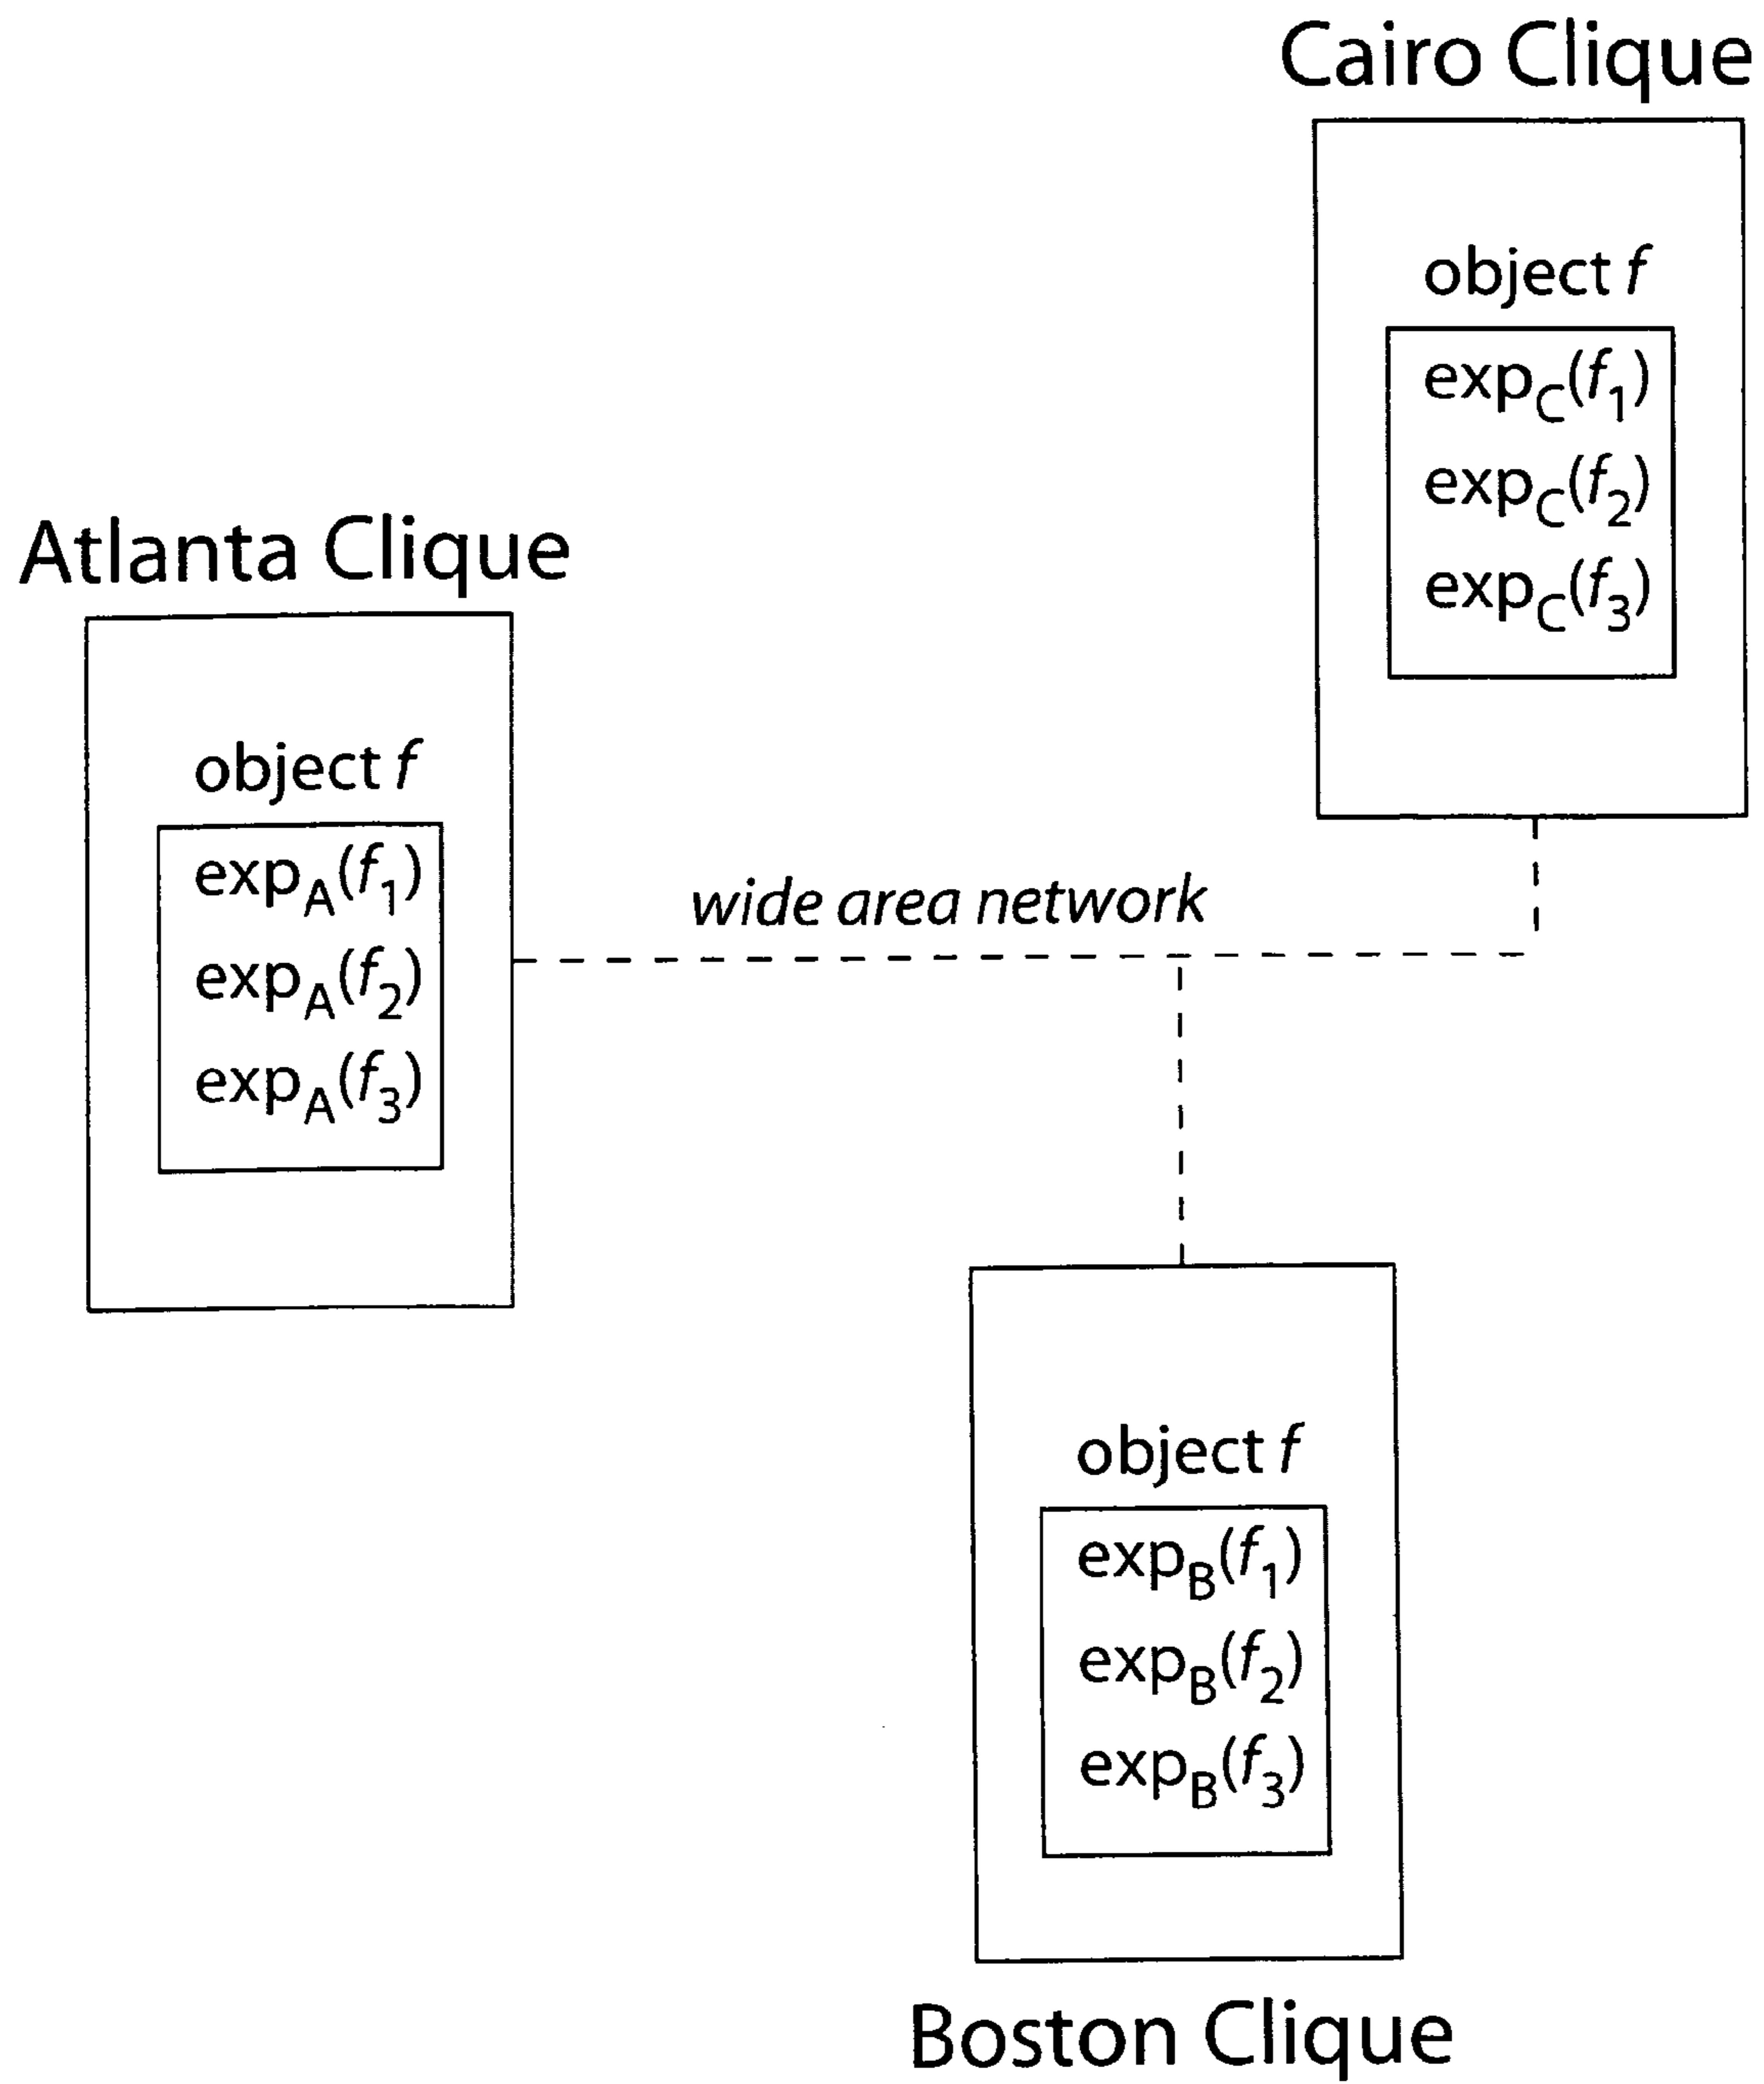 Cairo Clique
object f
exp_C(f_1)
exp_C(f_2)
exp_C(f_3)
Atlanta Clique
object f
exp_A(f_1)
exp_A(f_2)
exp_A(f_3)
wide area network
object f
exp_B(f_1)
exp_B(f_2)
exp_B(f_3)
Boston Clique